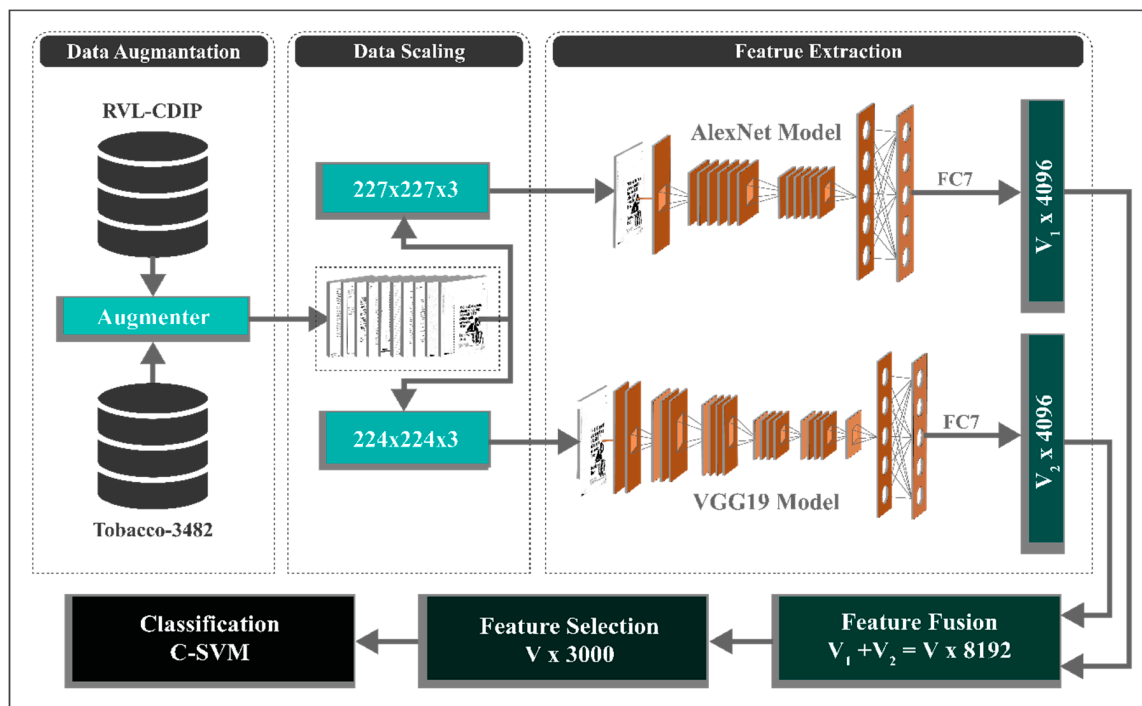 Data Augmantation
RVL-CDIP
Augmenter
Tobacco-3482
Data Scaling
227x227x3
224x224x3
Featrue Extraction
AlexNet Model
FC7
V₁ x 4096
VGG19 Model
FC7
V₂ x 4096
Feature Fusion
V₁ +V₂ = V x 8192
Feature Selection
V x 3000
Classification
C-SVM